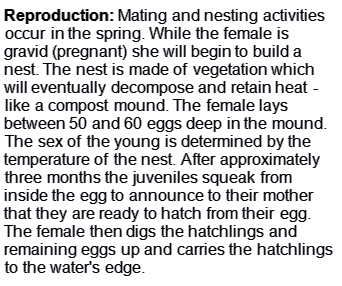 Reproduction: Mating and nesting activities
occur in the spring. While the female is
gravid (pregnant) she will begin to build a
nest. The nest is made of vegetation which
will eventually decompose and retain heat -
like a compost mound. The female lays
between 50 and 60 eggs deep in the mound.
The sex of the young is determined by the
temperature of the nest. After approximately
three months the juveniles squeak from
inside the egg to announce to their mother
that they are ready to hatch from their egg.
The female then digs the hatchlings and
remaining eggs up and carries the hatchlings
to the water's edge.